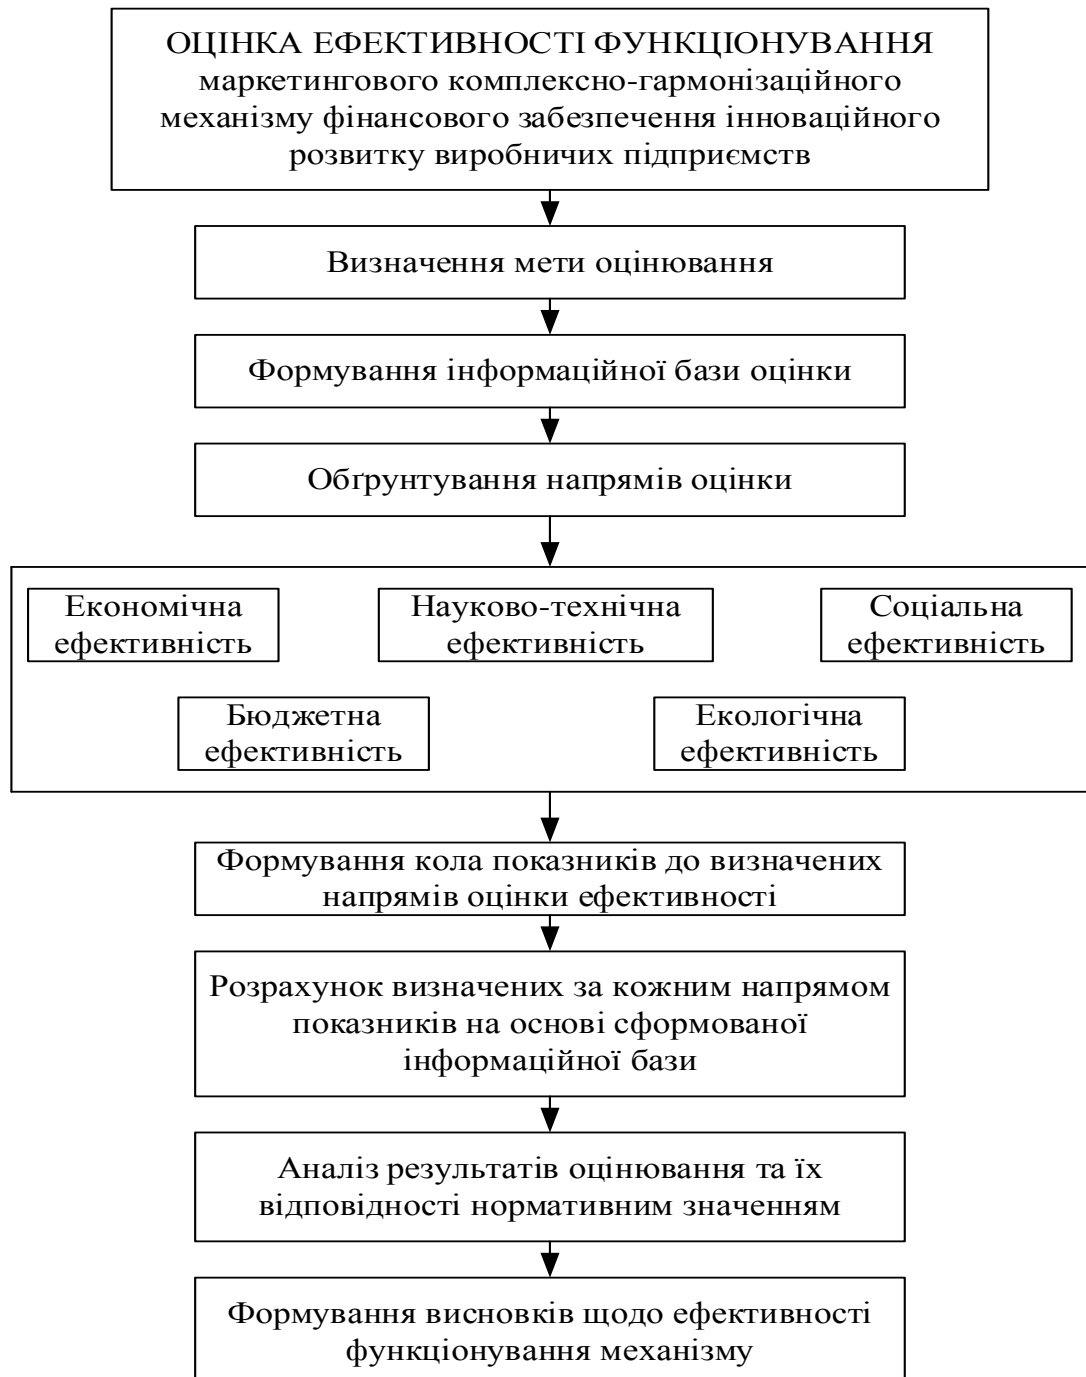 ОЦІНКА ЕФЕКТИВНОСТІ ФУНКЦІОНУВАННЯ
маркетингового комплексно-гармонізаційного
механізму фінансового забезпечення інноваційного
розвитку виробничих підприємств
Визначення мети оцінювання
Формування інформаційної бази оцінки
Обґрунтування напрямів оцінки
Економічна
ефективність
Науково-технічна
ефективність
Соціальна
ефективність
Бюджетна
ефективність
Екологічна
ефективність
Формування кола показників до визначених
напрямів оцінки ефективності
Розрахунок визначених за кожним напрямом
показників на основі сформованої
інформаційної бази
Аналіз результатів оцінювання та їх
відповідності нормативним значенням
Формування висновків щодо ефективності
функціонування механізму